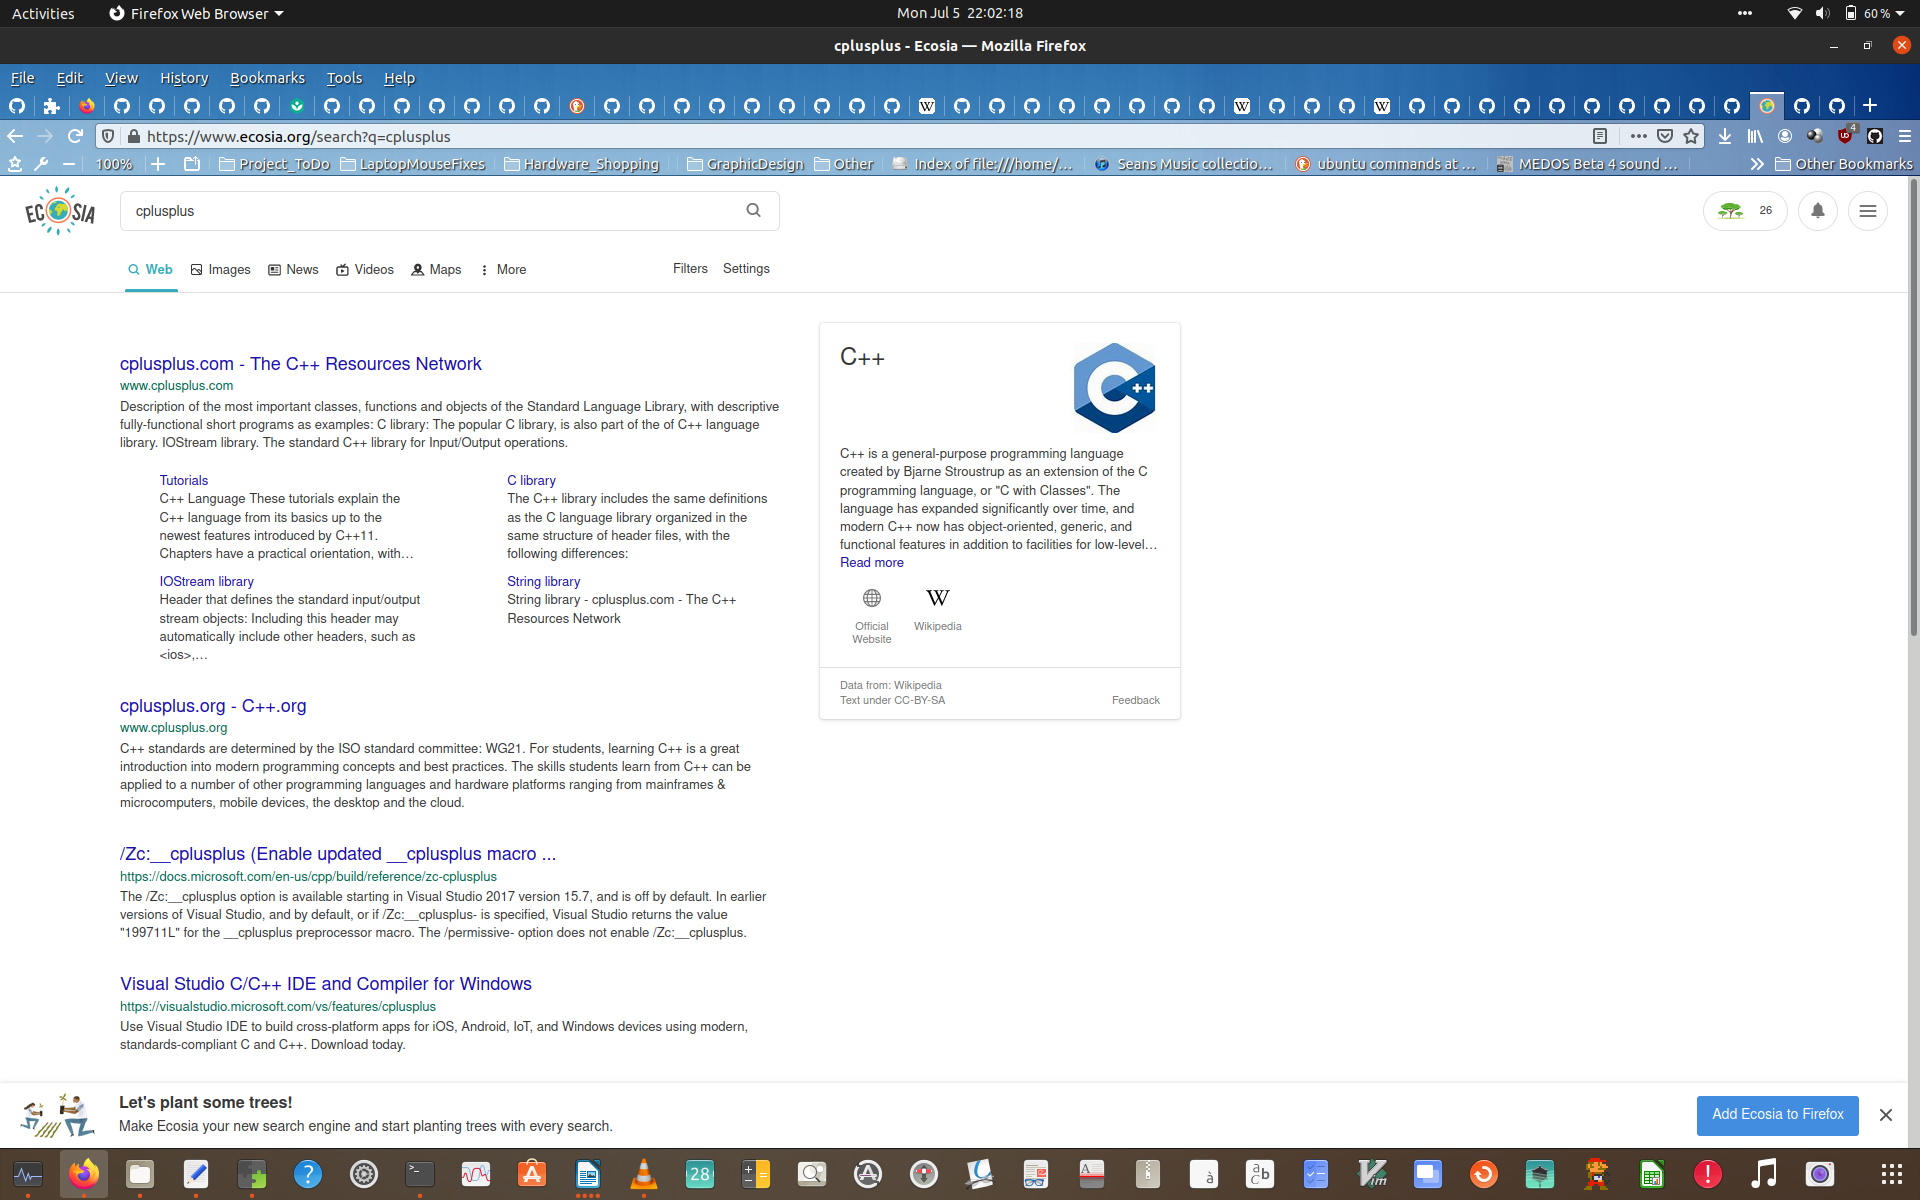 Activities
Firefox Web Browser
Mon Jul 5 22:02:18
60 %
cplusplus - Ecosia — Mozilla Firefox
File Edit View History Bookmarks Tools Help
https://www.ecosia.org/search?q=cplusplus
4
100%
Project_ToDo
LaptopMouseFixes
Hardware_Shopping
GraphicDesign
Other
Index of file:///home/...
Seans Music collectio...
ubuntu commands at ...
MEDOS Beta 4 sound ...
Other Bookmarks
ECOSIA
cplusplus
26
Web
Images
News
Videos
Maps
More
Filters
Settings
cplusplus.com - The C++ Resources Network
www.cplusplus.com
Description of the most important classes, functions and objects of the Standard Language Library, with descriptive
fully-functional short programs as examples: C library: The popular C library, is also part of the of C++ language
library. IOStream library. The standard C++ library for Input/Output operations.
Tutorials
C++ Language These tutorials explain the
C++ language from its basics up to the
newest features introduced by C++11.
Chapters have a practical orientation, with...
C library
The C++ library includes the same definitions
as the C language library organized in the
same structure of header files, with the
following differences:
IOStream library
Header that defines the standard input/output
stream objects: Including this header may
automatically include other headers, such as
<ios>,...
String library
String library - cplusplus.com - The C++
Resources Network
cplusplus.org - C++.org
www.cplusplus.org
C++ standards are determined by the ISO standard committee: WG21. For students, learning C++ is a great
introduction into modern programming concepts and best practices. The skills students learn from C++ can be
applied to a number of other programming languages and hardware platforms ranging from mainframes &
microcomputers, mobile devices, the desktop and the cloud.
/Zc:__cplusplus (Enable updated __cplusplus macro ...
https://docs.microsoft.com/en-us/cpp/build/reference/zc-cplusplus
The /Zc:__cplusplus option is available starting in Visual Studio 2017 version 15.7, and is off by default. In earlier
versions of Visual Studio, and by default, or if /Zc:__cplusplus- is specified, Visual Studio returns the value
"199711L" for the __cplusplus preprocessor macro. The /permissive- option does not enable /Zc:__cplusplus.
Visual Studio C/C++ IDE and Compiler for Windows
https://visualstudio.microsoft.com/vs/features/cplusplus
Use Visual Studio IDE to build cross-platform apps for iOS, Android, IoT, and Windows devices using modern,
standards-compliant C and C++. Download today.
C++
C++ is a general-purpose programming language
created by Bjarne Stroustrup as an extension of the C
programming language, or "C with Classes". The
language has expanded significantly over time, and
modern C++ now has object-oriented, generic, and
functional features in addition to facilities for low-level...
Read more
Official
Website
Wikipedia
Data from: Wikipedia
Text under CC-BY-SA
Feedback
Let's plant some trees!
Make Ecosia your new search engine and start planting trees with every search.
Add Ecosia to Firefox
28